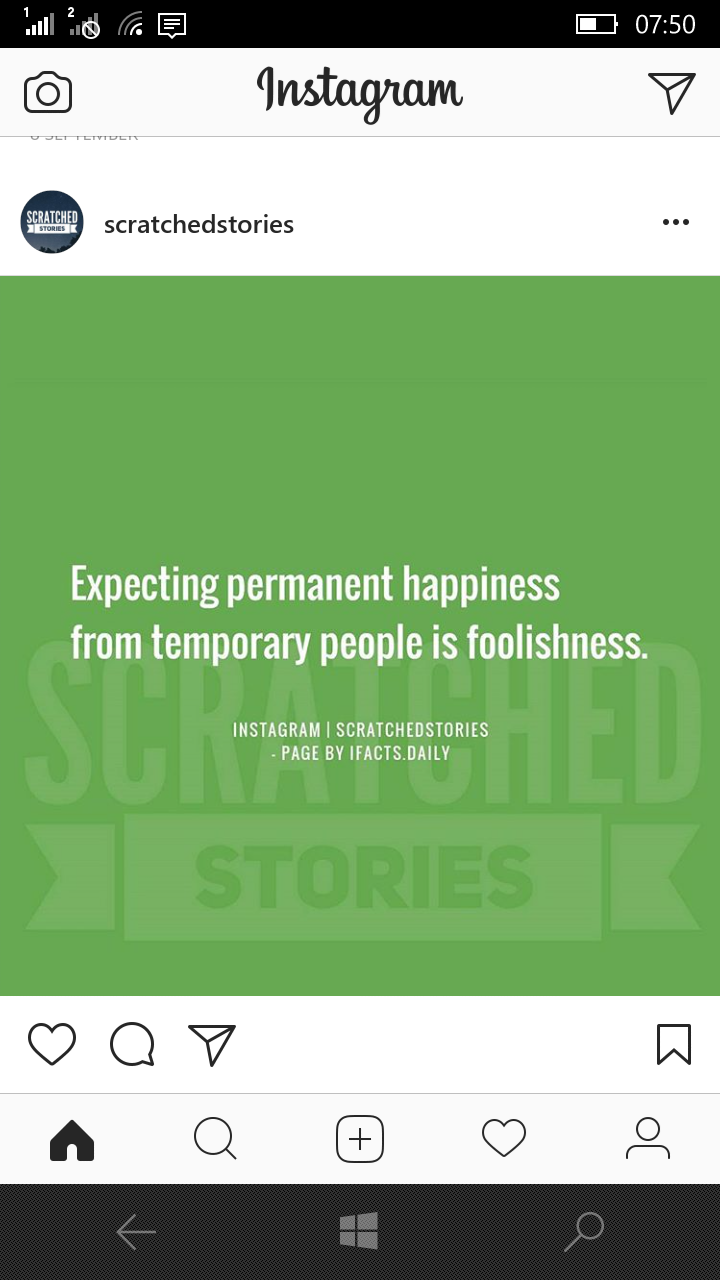 1 2 07:50
Instagram
6 SEPTEMBER
SCRATCHED
STORIES
scratchedstories
Expecting permanent happiness
from temporary people is foolishness.
INSTAGRAM | SCRATCHEDSTORIES
- PAGE BY IFACTS.DAILY
SCRATCHED
STORIES